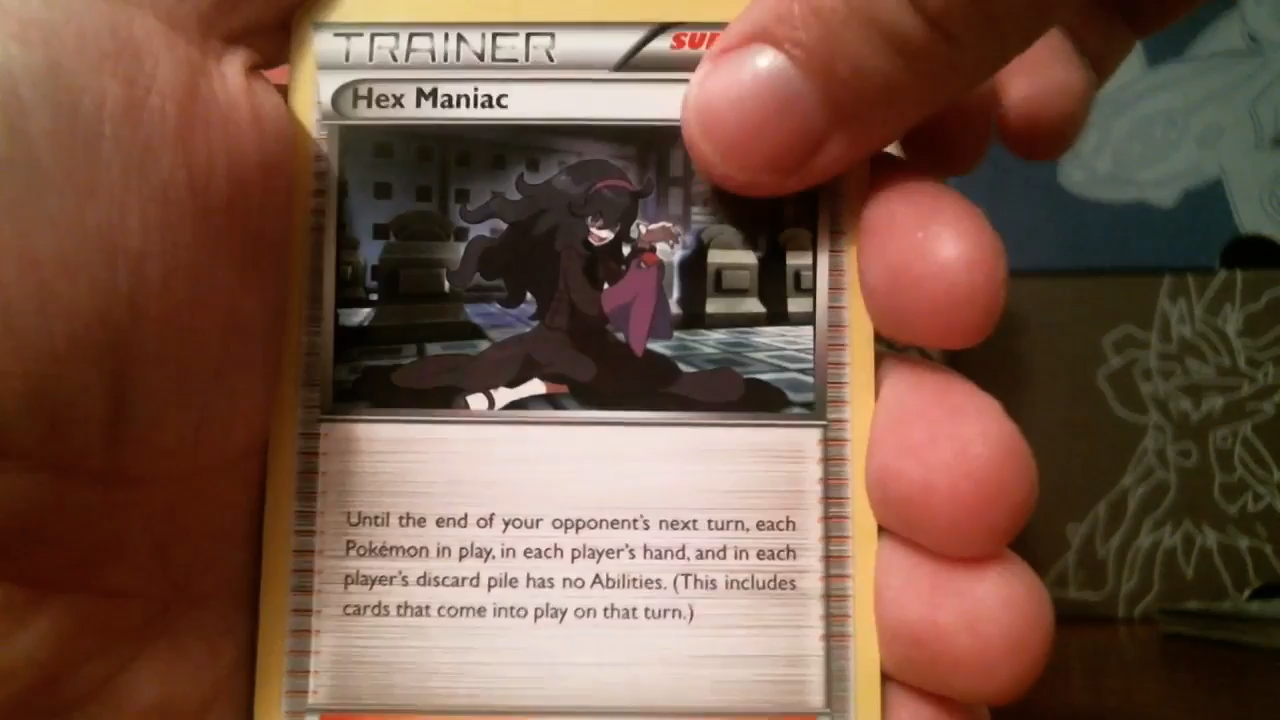 TRAINER
Hex Maniac
Until the end of your opponent's next turn, each
Pokémon in play, in each player's hand, and in each
player's discard pile has no Abilities. (This includes
cards that come into play on that turn.)